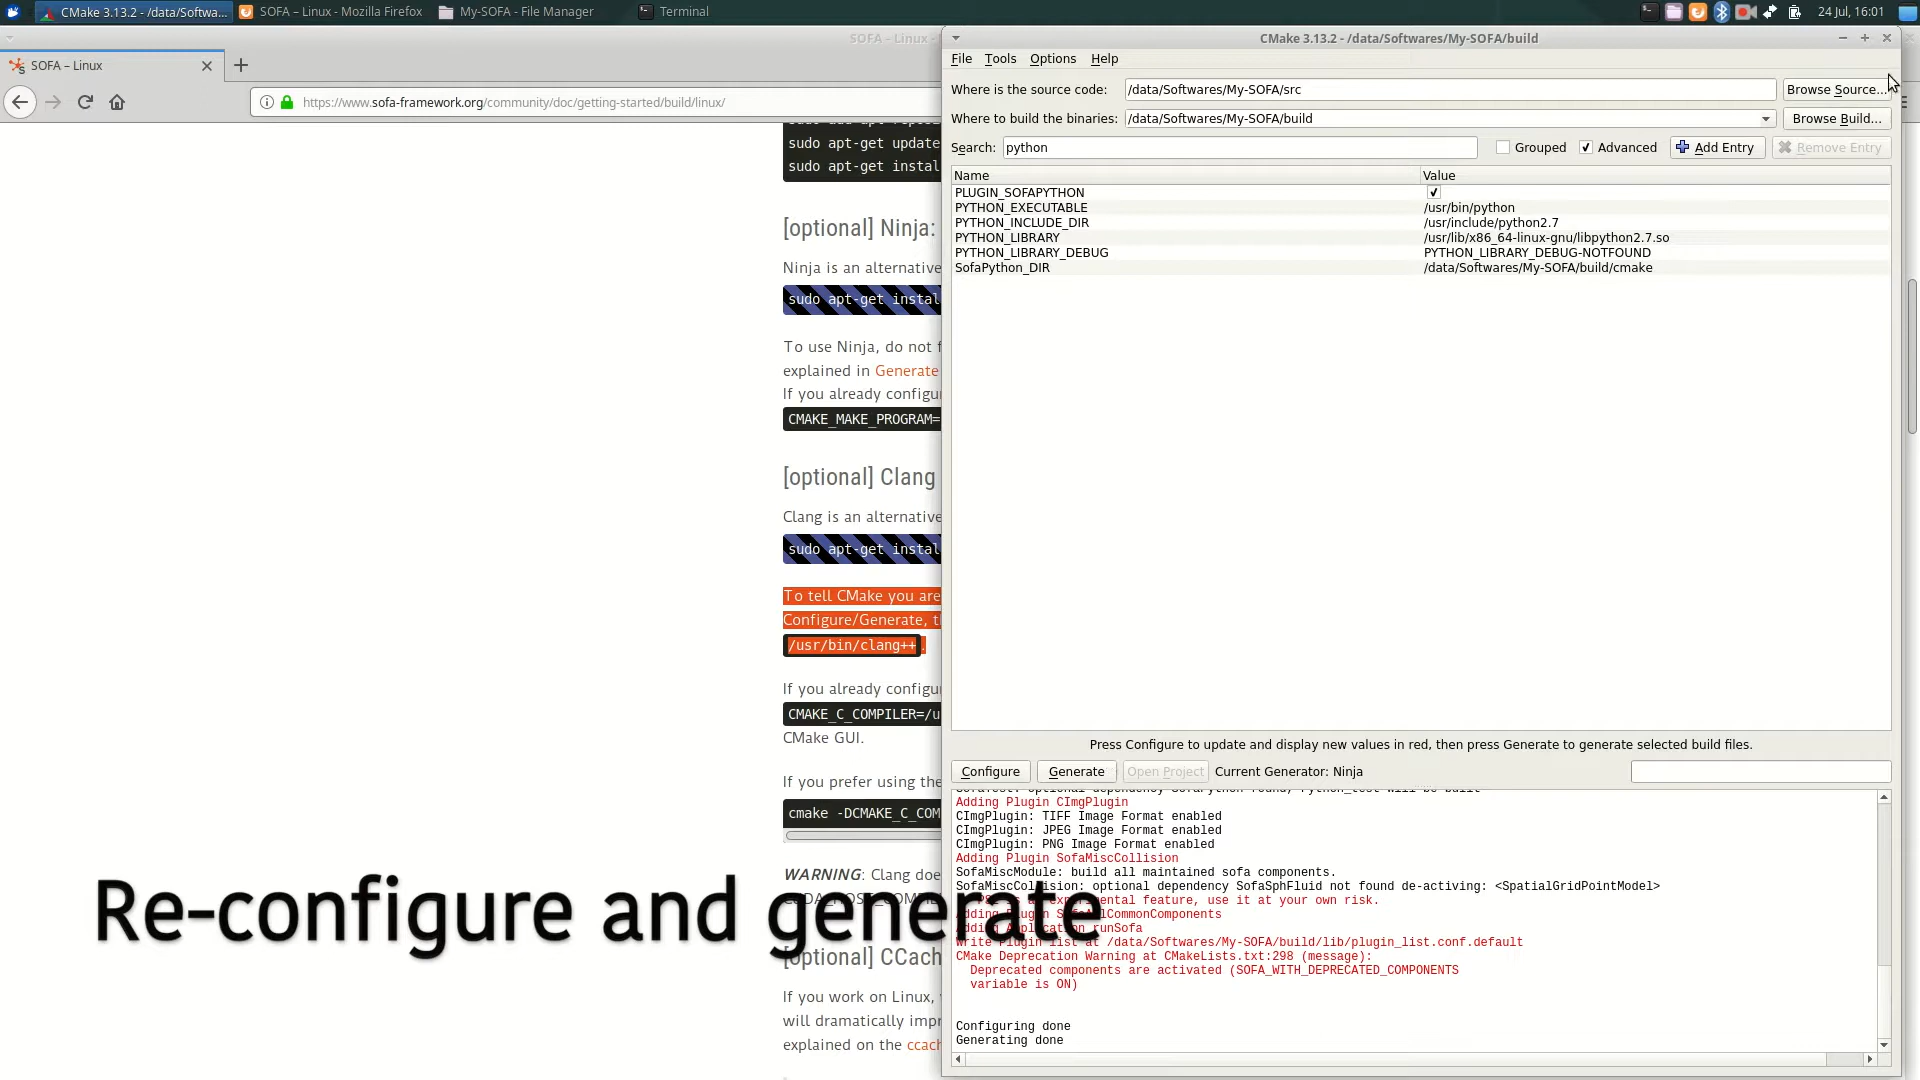 CMake 3.13.2 - /data/Softwa...
SOFA – Linux - Mozilla Firefox
My-SOFA - File Manager
Terminal
24 Jul, 16:01
SOFA – Linux -
CMake 3.13.2 - /data/Softwares/My-SOFA/build
SOFA – Linux
https://www.sofa-framework.org/community/doc/getting-started/build/linux/
sudo apt-get update
sudo apt-get instal
[optional] Ninja:
Ninja is an alternative
sudo apt-get instal
To use Ninja, do not f
explained in Generate
If you already configu
CMAKE_MAKE_PROGRAM=
[optional] Clang
Clang is an alternative
sudo apt-get instal
To tell CMake you are
Configure/Generate, t
/usr/bin/clang++.
If you already configu
CMAKE_C_COMPILER=/u
CMake GUI.
If you prefer using the
cmake -DCMAKE_C_COM
WARNING: Clang doe
[optional] CCach
If you work on Linux,
will dramatically impr
explained on the ccach
File Tools Options Help
Where is the source code: /data/Softwares/My-SOFA/src Browse Source...
Where to build the binaries: /data/Softwares/My-SOFA/build Browse Build...
Search: python Grouped Advanced Add Entry Remove Entry
Name Value
PLUGIN_SOFAPYTHON
PYTHON_EXECUTABLE /usr/bin/python
PYTHON_INCLUDE_DIR /usr/include/python2.7
PYTHON_LIBRARY /usr/lib/x86_64-linux-gnu/libpython2.7.so
PYTHON_LIBRARY_DEBUG PYTHON_LIBRARY_DEBUG-NOTFOUND
SofaPython_DIR /data/Softwares/My-SOFA/build/cmake
Press Configure to update and display new values in red, then press Generate to generate selected build files.
Configure Generate Open Project Current Generator: Ninja
Adding Plugin CImgPlugin
CImgPlugin: TIFF Image Format enabled
CImgPlugin: JPEG Image Format enabled
CImgPlugin: PNG Image Format enabled
Adding Plugin SofaMiscCollision
SofaMiscModule: build all maintained sofa components.
SofaMiscCollision: optional dependency SofaSphFluid not found de-activing: <SpatialGridPointModel>
experimental feature, use it at your own risk.
Adding Application runSofa
Write Plugin list at /data/Softwares/My-SOFA/build/lib/plugin_list.conf.default
CMake Deprecation Warning at CMakeLists.txt:298 (message):
Deprecated components are activated (SOFA_WITH_DEPRECATED_COMPONENTS
variable is ON)
Configuring done
Generating done
Re-configure and generate